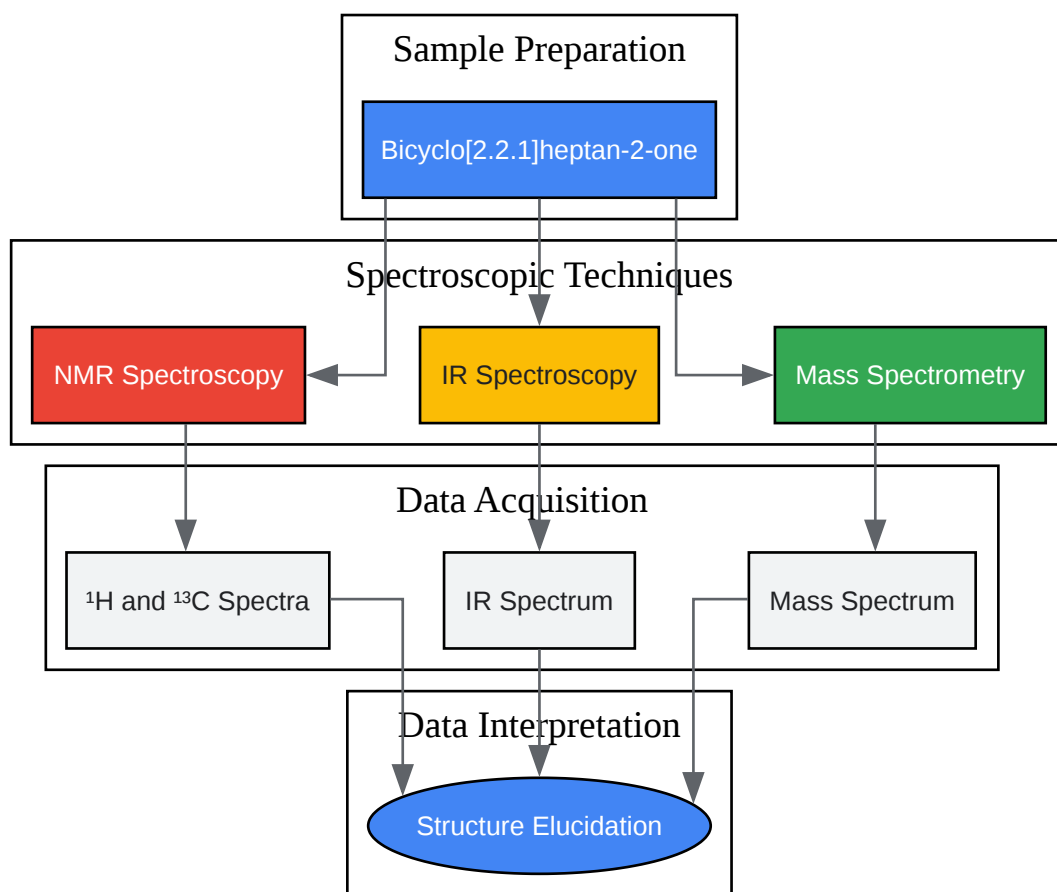 Sample Preparation
Bicyclo[2.2.1]heptan-2-one
Spectroscopic Techniques
NMR Spectroscopy
IR Spectroscopy
Mass Spectrometry
Data Acquisition
¹H and ¹³C Spectra
IR Spectrum
Mass Spectrum
Data Interpretation
Structure Elucidation